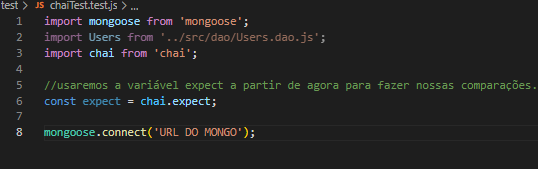 test > JS chaiTest.test.js > ...
1 import mongoose from 'mongoose';
2 import Users from '../src/dao/Users.dao.js';
3 import chai from 'chai';
4
5 //usaremos a variável expect a partir de agora para fazer nossas comparações.
6 const expect = chai.expect;
7
8 mongoose.connect('URL DO MONGO');